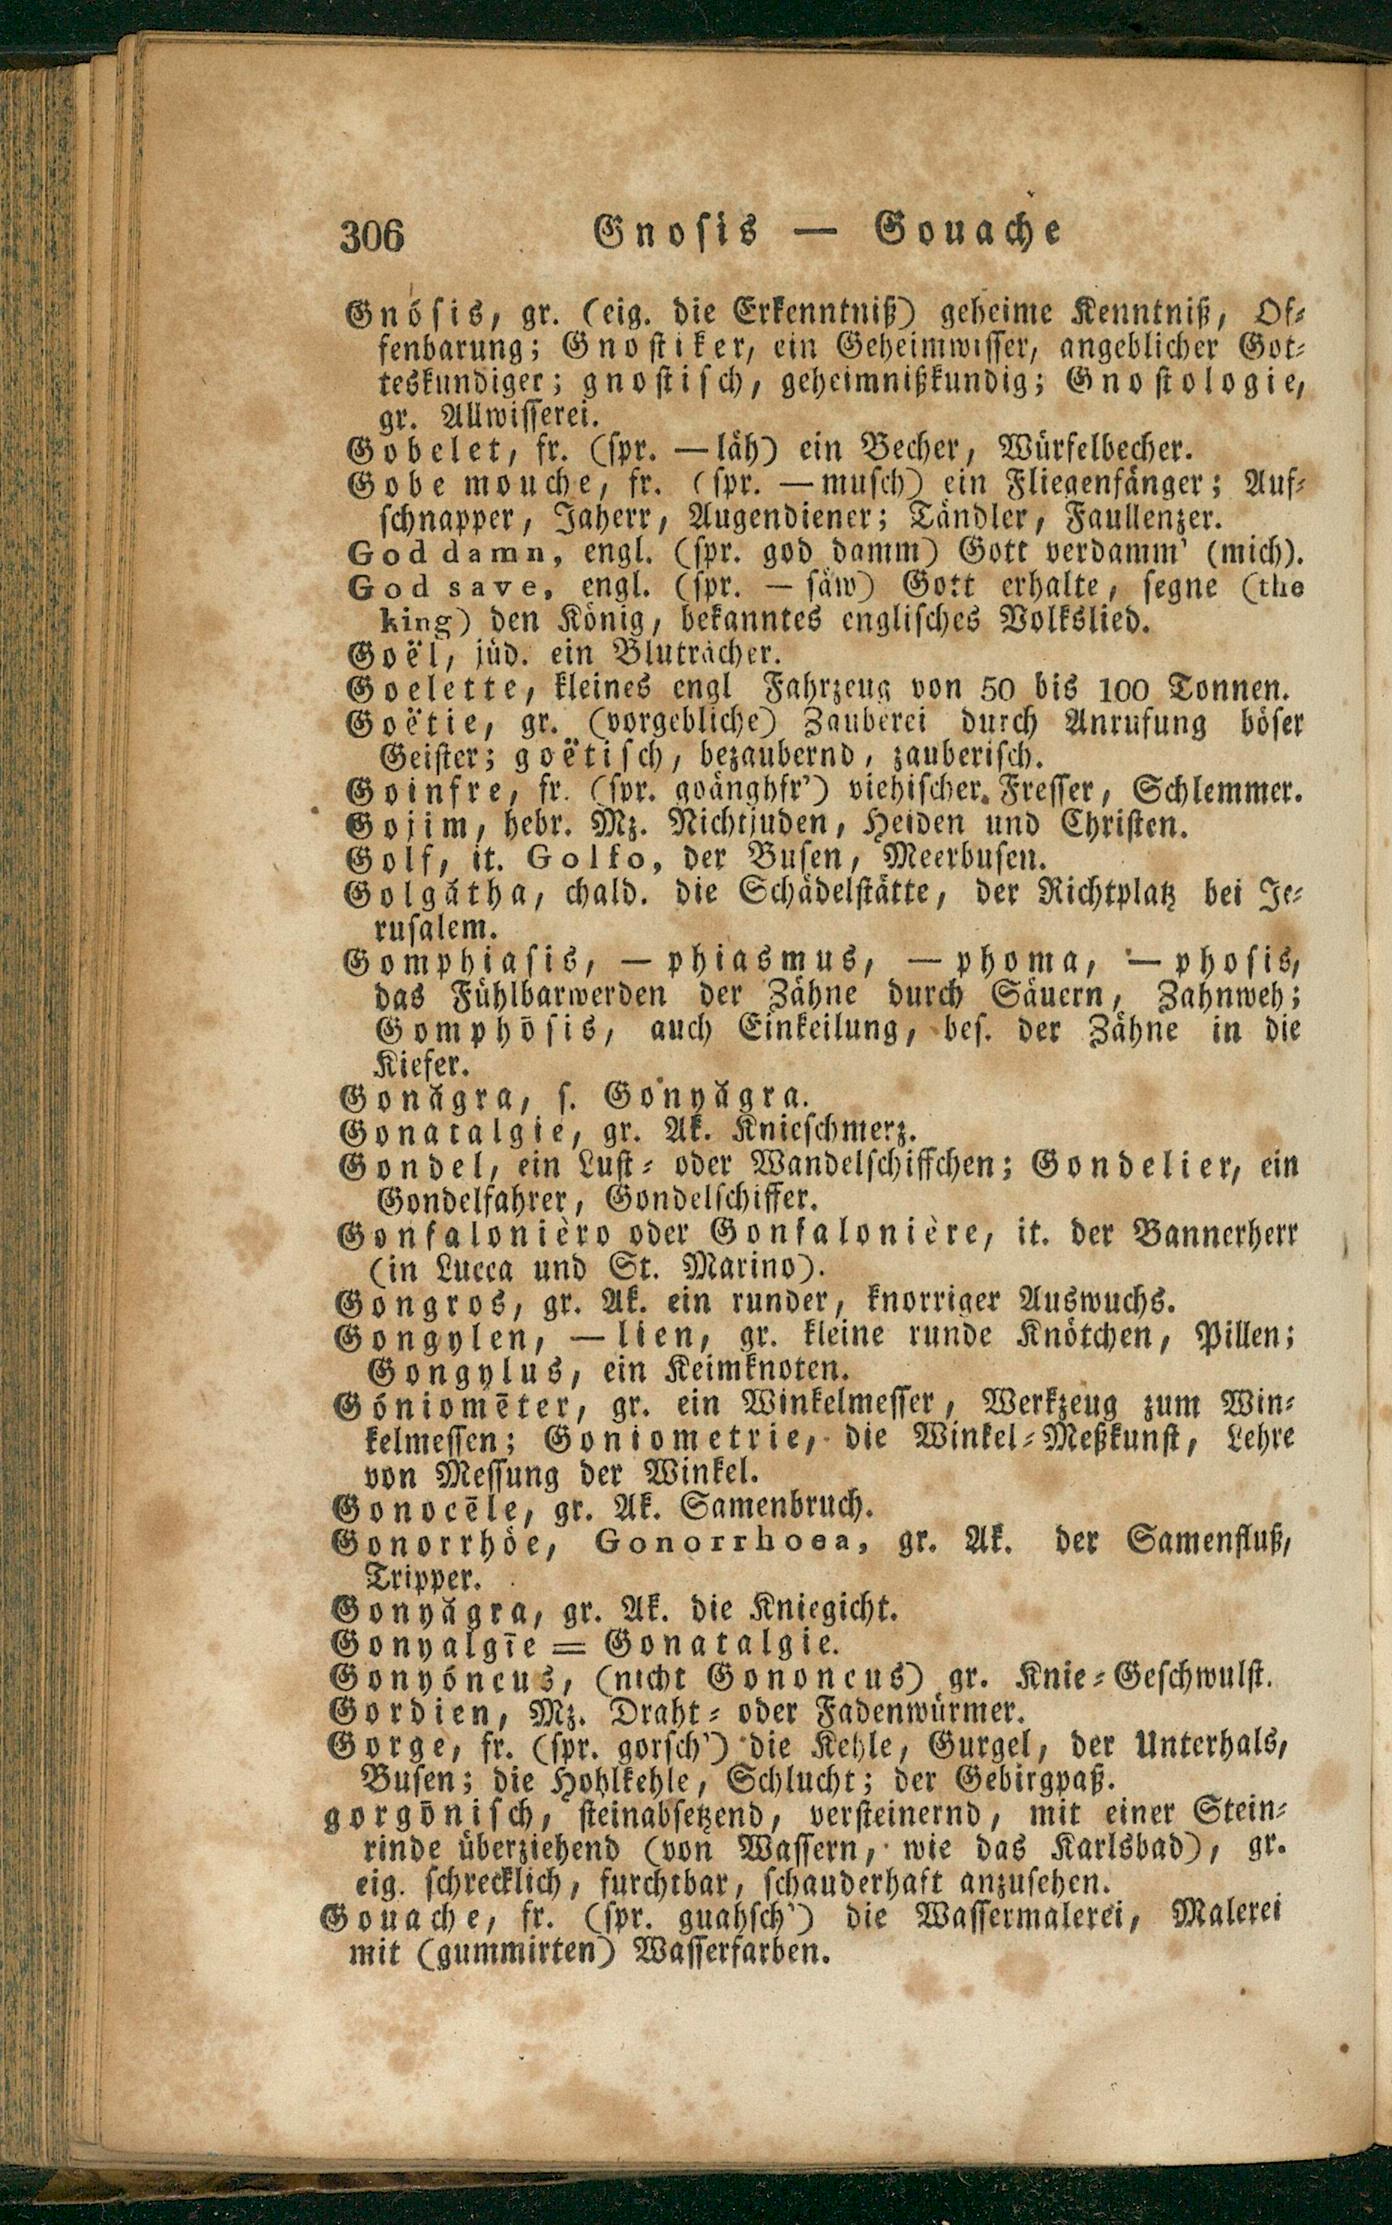 306 Gnosis — Gouache
Gnósis, gr. (eig. die Erkenntniß) geheime Kenntniß, Of-
fenbarung; Gnostiker, ein Geheimwisser, angeblicher Got-
teskundiger; gnostisch, geheimnißkundig; Gnostologie,
gr. Allwisserei.
Gobelet, fr. (spr. —läh) ein Becher, Würfelbecher.
Gobe mouche, fr. (spr. —musch) ein Fliegenfänger; Auf-
schnapper, Jaherr, Augendiener; Tändler, Faullenzer.
God damn, engl. (spr. god damm) Gott verdamm' (mich).
God save, engl. (spr. — säw) Gott erhalte, segne (the
king) den König, bekanntes englisches Volkslied.
Goël, jüd. ein Bluträcher.
Goelette, kleines engl Fahrzeug von 50 bis 100 Tonnen.
Goëtie, gr. (vorgebliche) Zauberei durch Anrufung böser
Geister; goëtisch, bezaubernd, zauberisch.
Goinfre, fr. (spr. goänghfr') viehischer Fresser, Schlemmer.
Gojim, hebr. Mz. Nichtjuden, Heiden und Christen.
Golf, it. Golfo, der Busen, Meerbusen.
Golgătha, chald. die Schädelstätte, der Richtplatz bei Je-
rusalem.
Gomphiasis, —phiasmus, —phoma, —phosis,
das Fühlbarwerden der Zähne durch Säuern, Zahnweh;
Gomphōsis, auch Einkeilung, bes. der Zähne in die
Kiefer.
Gonăgra, s. Gonyăgra.
Gonatalgie, gr. Ak. Knieschmerz.
Gondel, ein Lust- oder Wandelschiffchen; Gondelier, ein
Gondelfahrer, Gondelschiffer.
Gonfalonièro oder Gonfalonière, it. der Bannerherr
(in Lucca und St. Marino).
Gongros, gr. Ak. ein runder, knorriger Auswuchs.
Gongylen, —lien, gr. kleine runde Knötchen, Pillen;
Gongylus, ein Keimknoten.
Góniomēter, gr. ein Winkelmesser, Werkzeug zum Win-
kelmessen; Goniometrie, die Winkel-Meßkunst, Lehre
von Messung der Winkel.
Gonocēle, gr. Ak. Samenbruch.
Gonorrhöe, Gonorrhoea, gr. Ak. der Samenfluß,
Tripper.
Gonyăgra, gr. Ak. die Kniegicht.
Gonyalgīe = Gonatalgie.
Gonyóncus, (nicht Gononcus) gr. Knie-Geschwulst.
Gordien, Mz. Draht- oder Fadenwürmer.
Gorge, fr. (spr. gorsch') die Kehle, Gurgel, der Unterhals,
Busen; die Hohlkehle, Schlucht; der Gebirgpaß.
gorgōnisch, steinabsetzend, versteinernd, mit einer Stein-
rinde überziehend (von Wassern, wie das Karlsbad), gr.
eig. schrecklich, furchtbar, schauderhaft anzusehen.
Gouache, fr. (spr. guahsch') die Wassermalerei, Malerei
mit (gummirten) Wasserfarben.